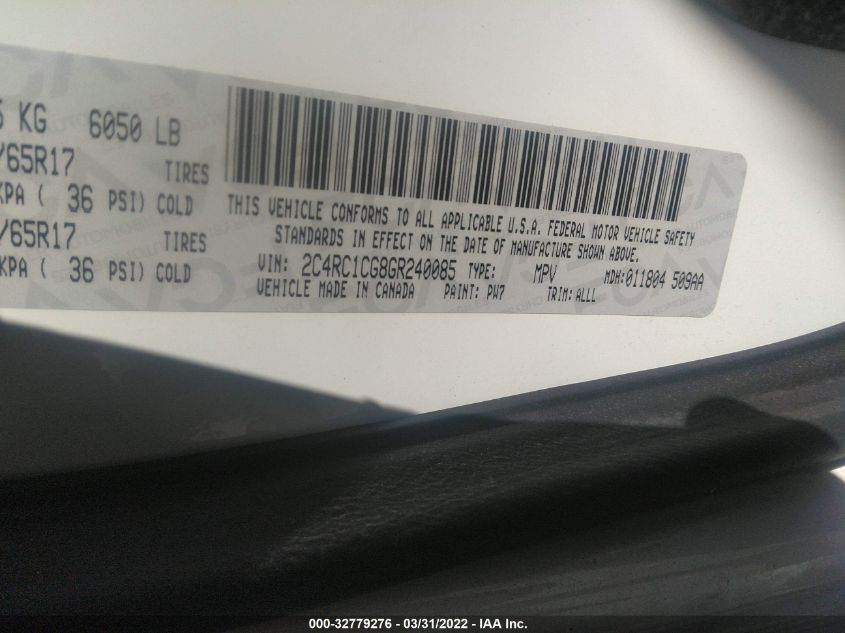 5 KG 6050 LB
/65R17 TIRES
KPA ( 36 PSI) COLD
/65R17 TIRES
KPA ( 36 PSI) COLD
THIS VEHICLE CONFORMS TO ALL APPLICABLE U.S.A. FEDERAL MOTOR VEHICLE SAFETY
STANDARDS IN EFFECT ON THE DATE OF MANUFACTURE SHOWN ABOVE.
VIN: 2C4RC1CG8GR240085 TYPE: MPV MDH:011804 509AA
VEHICLE MADE IN CANADA PAINT: PW7 TRIM: ALLL
000-32779276 - 03/31/2022 - IAA Inc.